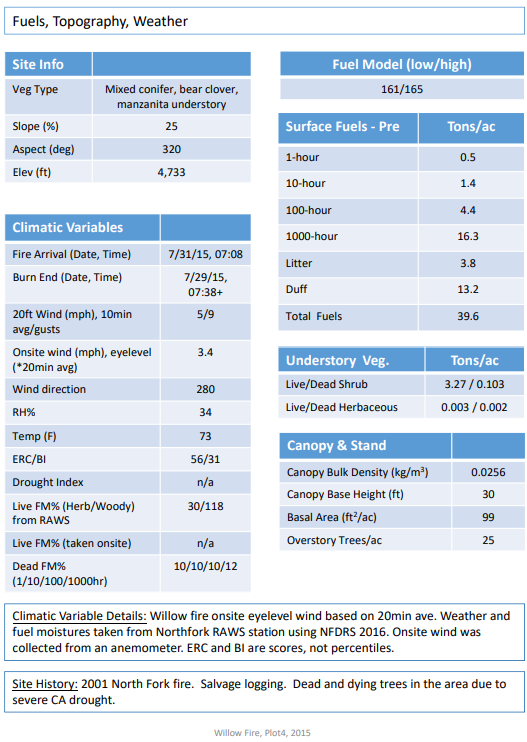 Fuels, Topography, Weather
Site Info
Veg Type Mixed conifer, bear clover,
manzanita understory
Slope (%) 25
Aspect (deg) 320
Elev (ft) 4,733
Climatic Variables
Fire Arrival (Date, Time) 7/31/15, 07:08
Burn End (Date, Time) 7/29/15,
07:38+
20ft Wind (mph), 10min 5/9
avg/gusts
Onsite wind (mph), eyelevel 3.4
(*20min avg)
Wind direction 280
RH% 34
Temp (F) 73
ERC/BI 56/31
Drought Index n/a
Live FM% (Herb/Woody) 30/118
from RAWS
Live FM% (taken onsite) n/a
Dead FM% 10/10/10/12
(1/10/100/1000hr)
Fuel Model (low/high)
161/165
Surface Fuels - Pre Tons/ac
1-hour 0.5
10-hour 1.4
100-hour 4.4
1000-hour 16.3
Litter 3.8
Duff 13.2
Total Fuels 39.6
Understory Veg. Tons/ac
Live/Dead Shrub 3.27 / 0.103
Live/Dead Herbaceous 0.003 / 0.002
Canopy & Stand
Canopy Bulk Density (kg/m³) 0.0256
Canopy Base Height (ft) 30
Basal Area (ft²/ac) 99
Overstory Trees/ac 25
Climatic Variable Details: Willow fire onsite eyelevel wind based on 20min ave. Weather and
fuel moistures taken from Northfork RAWS station using NFDRS 2016. Onsite wind was
collected from an anemometer. ERC and BI are scores, not percentiles.
Site History: 2001 North Fork fire. Salvage logging. Dead and dying trees in the area due to
severe CA drought.
Willow Fire, Plot4, 2015